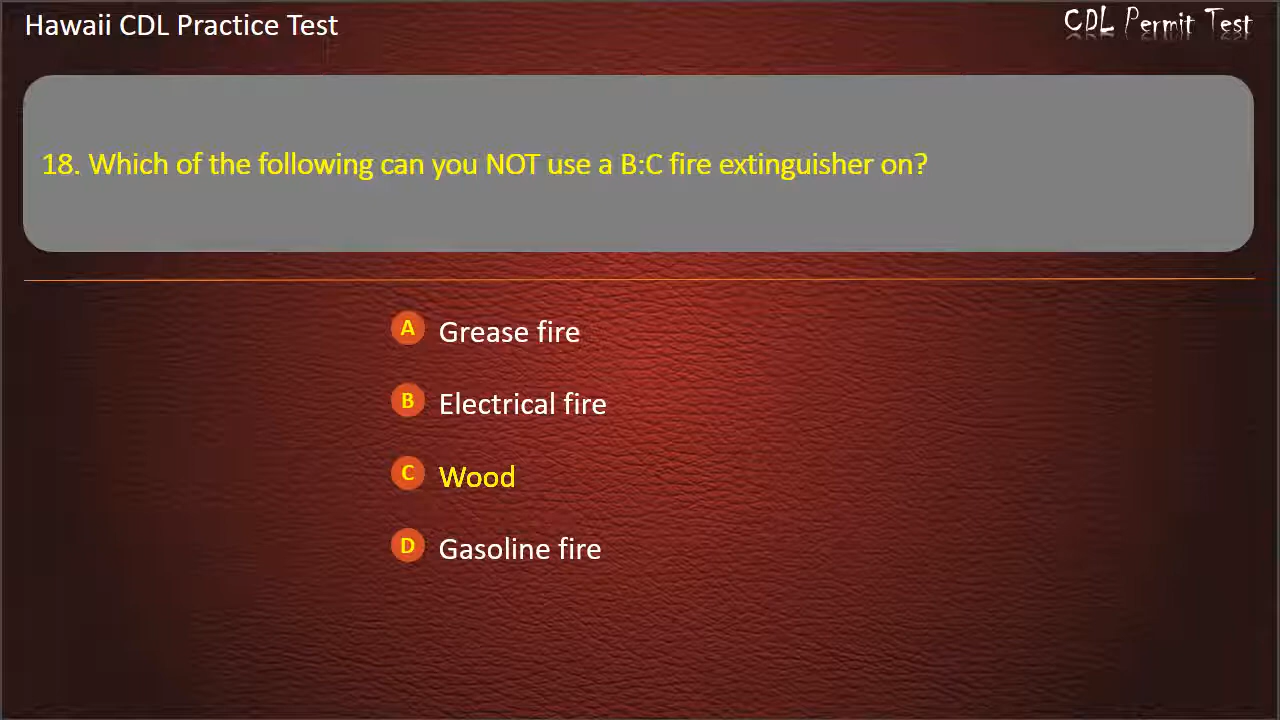 Hawaii CDL Practice Test
CDL Permit Test
18. Which of the following can you NOT use a B:C fire extinguisher on?
A Grease fire
B Electrical fire
C Wood
D Gasoline fire